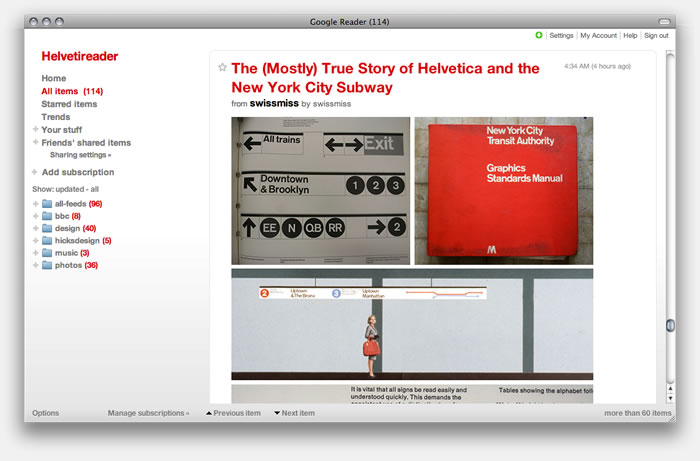 Google Reader (114)
Settings | My Account | Help | Sign out
Helvetireader
Home
All items (114)
Starred items
Trends
Your stuff
Friends' shared items
Sharing settings »
Add subscription
Show: updated - all
all-feeds (96)
bbc (8)
design (40)
hicksdesign (5)
music (3)
photos (36)
The (Mostly) True Story of Helvetica and the
New York City Subway
4:34 AM (4 hours ago)
from swissmiss by swissmiss
All trains
Exit
Downtown
& Brooklyn
1 2 3
EE N QB RR
2
New York City
Transit Authority
Graphics
Standards Manual
M
2 Uptown
& The Bronx
3 Uptown
Manhattan
It is vital that all signs be read easily and
understood quickly. This demands the
Tables showing the alphabet foll
Options
Manage subscriptions »
Previous item
Next item
more than 60 items